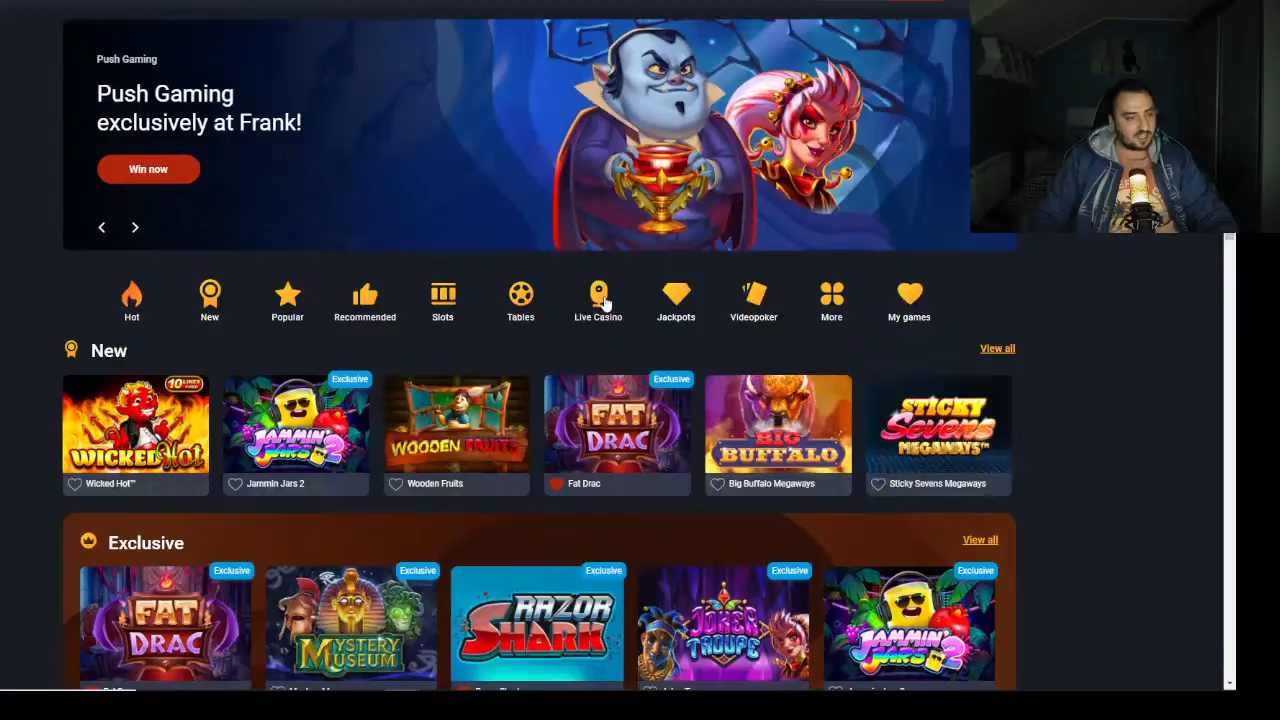 Push Gaming
Push Gaming
exclusively at Frank!
Win now
Hot
New
Popular
Recommended
Slots
Tables
Live Casino
Jackpots
Videopoker
More
My games
New
View all
10 LINES
WICKED Hot
Exclusive
JAMMIN' JARS 2
WOODEN FRUITS
Exclusive
FAT DRAC
BIG BUFFALO
STICKY Sevens MEGAWAYS™
Wicked Hot™
Jammin Jars 2
Wooden Fruits
Fat Drac
Big Buffalo Megaways
Sticky Sevens Megaways
Exclusive
View all
Exclusive
FAT DRAC
Exclusive
MYSTERY MUSEUM
Exclusive
RAZOR SHARK
Exclusive
JOKER TROUPE
Exclusive
JAMMIN' JARS 2